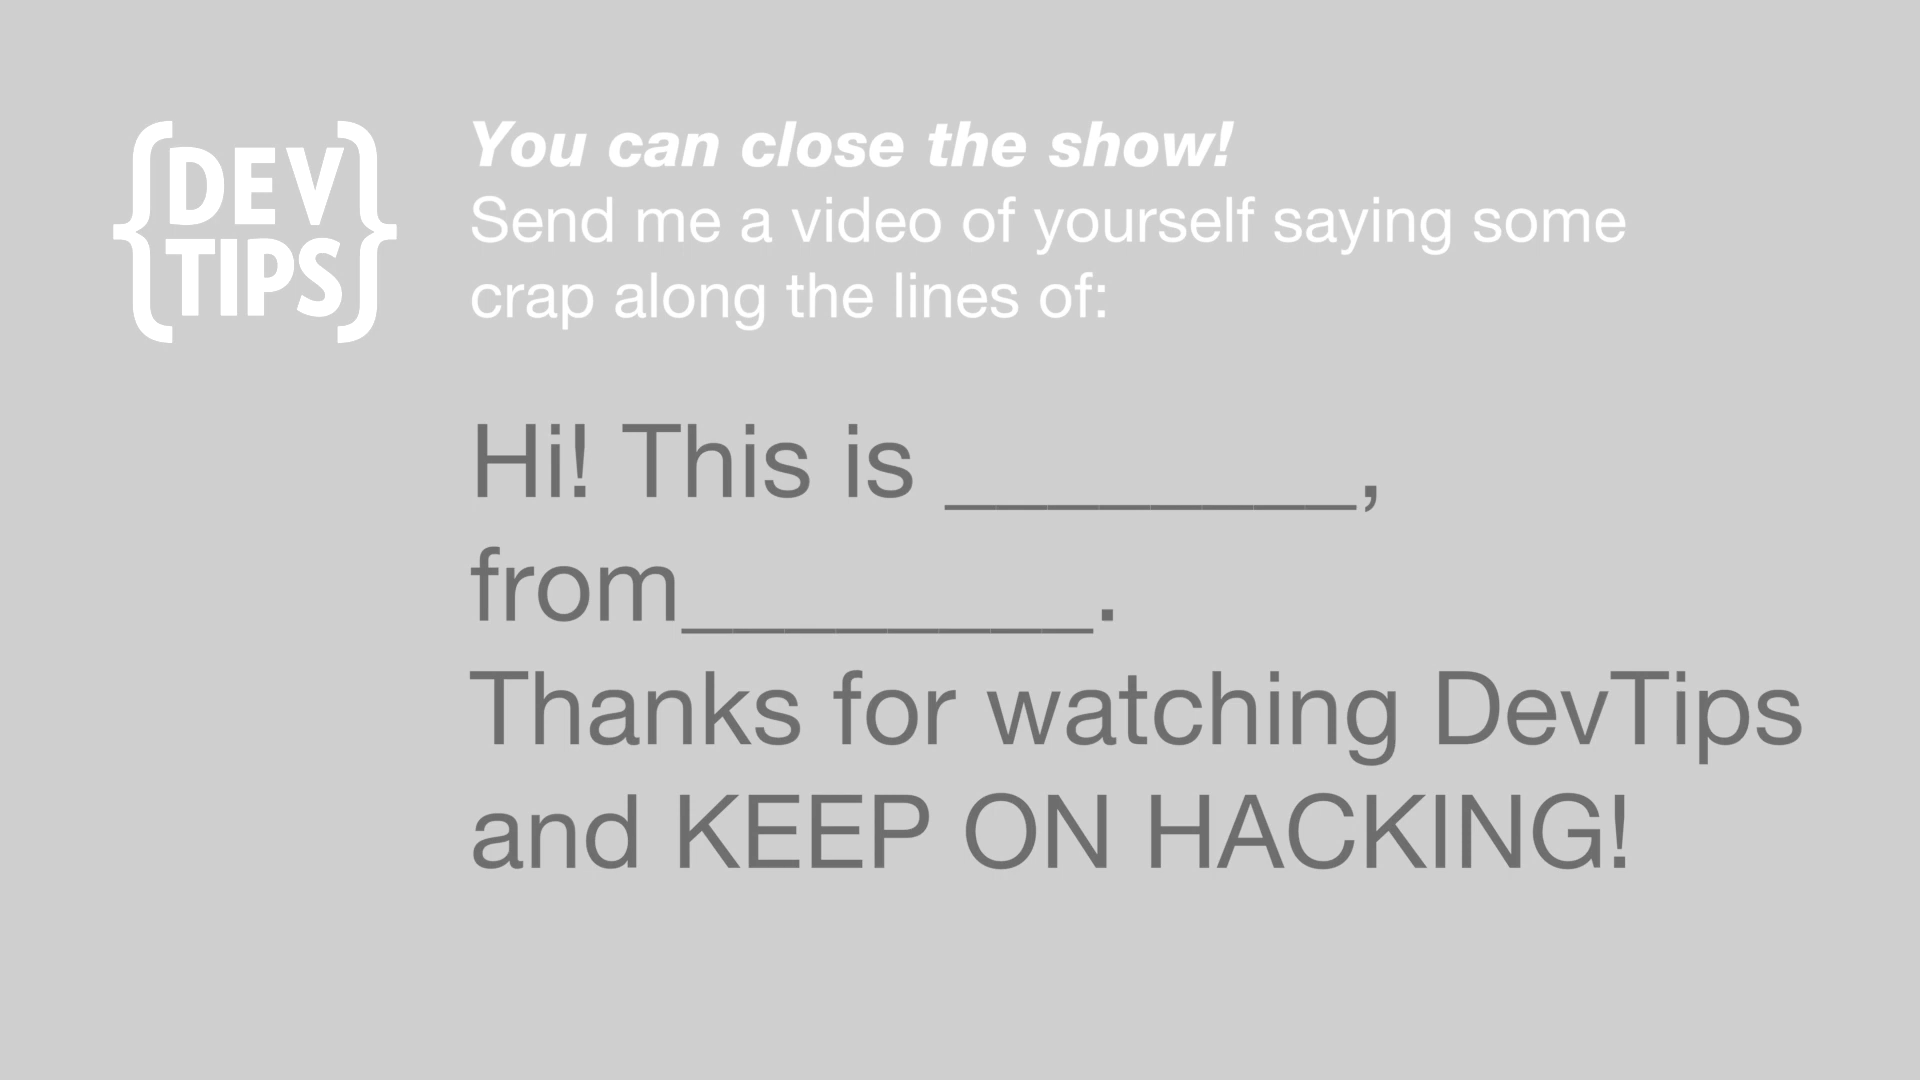 {DEV
TIPS}
You can close the show!
Send me a video of yourself saying some
crap along the lines of:
Hi! This is ________,
from________.
Thanks for watching DevTips
and KEEP ON HACKING!